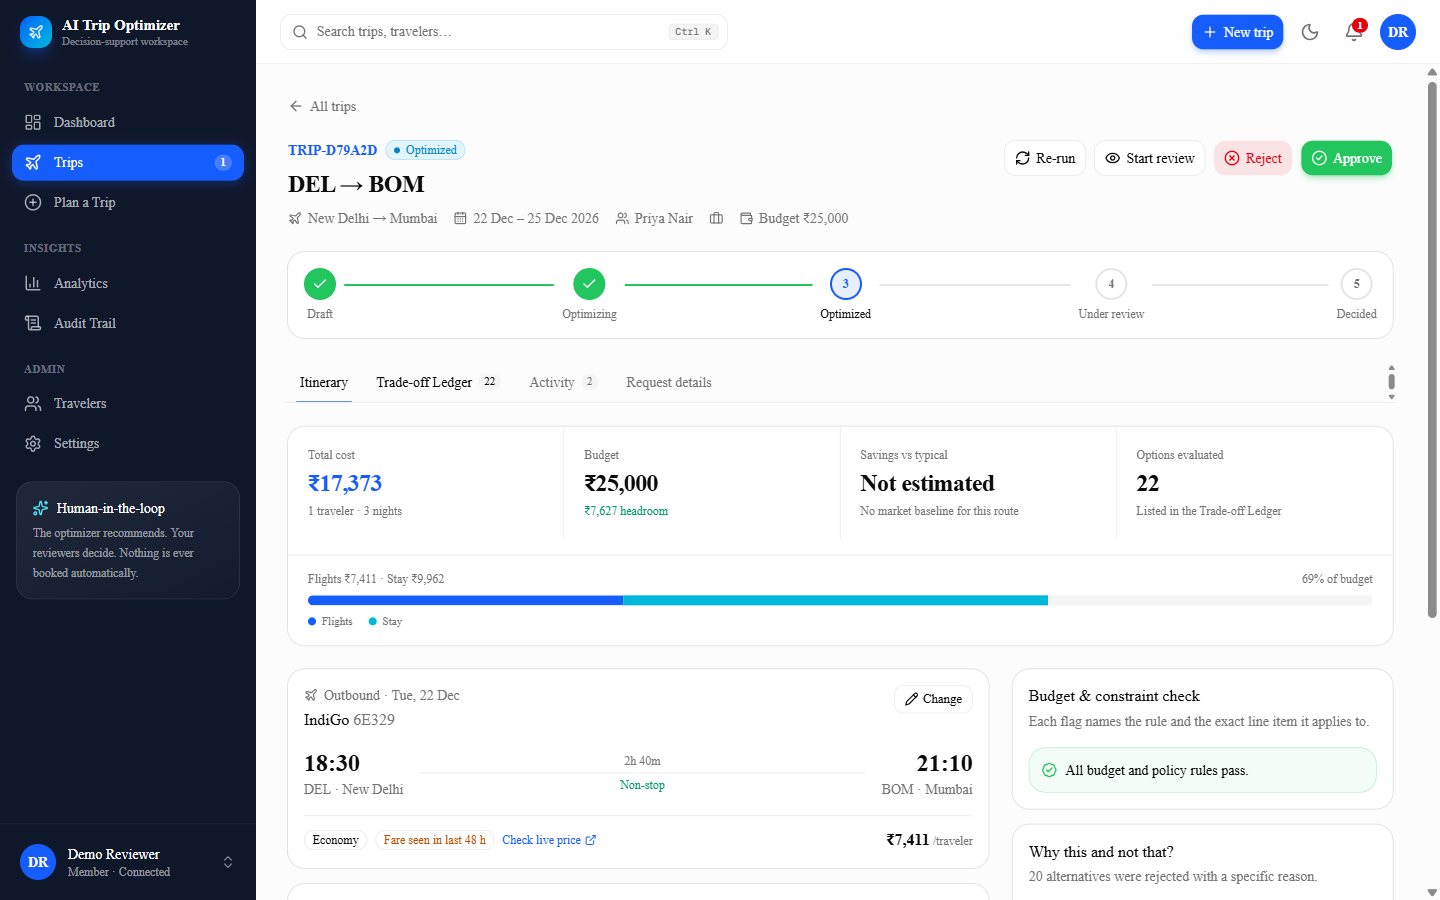 AI Trip Optimizer
Decision-support workspace
WORKSPACE
Dashboard
Trips 1
Plan a Trip
INSIGHTS
Analytics
Audit Trail
ADMIN
Travelers
Settings
Human-in-the-loop
The optimizer recommends. Your
reviewers decide. Nothing is ever
booked automatically.
DR Demo Reviewer
Member · Connected
Search trips, travelers... Ctrl K
New trip
1
DR
All trips
TRIP-D79A2D Optimized
DEL → BOM
New Delhi → Mumbai 22 Dec – 25 Dec 2026 Priya Nair Budget ₹25,000
Re-run Start review Reject Approve
3 4 5
Draft Optimizing Optimized Under review Decided
Itinerary Trade-off Ledger 22 Activity 2 Request details
Total cost
₹17,373
1 traveler · 3 nights
Budget
₹25,000
₹7,627 headroom
Savings vs typical
Not estimated
No market baseline for this route
Options evaluated
22
Listed in the Trade-off Ledger
Flights ₹7,411 · Stay ₹9,962 69% of budget
Flights Stay
Outbound · Tue, 22 Dec
Change
IndiGo 6E329
18:30 2h 40m 21:10
DEL · New Delhi Non-stop BOM · Mumbai
Economy Fare seen in last 48 h Check live price ₹7,411 /traveler
Budget & constraint check
Each flag names the rule and the exact line item it applies to.
All budget and policy rules pass.
Why this and not that?
20 alternatives were rejected with a specific reason.